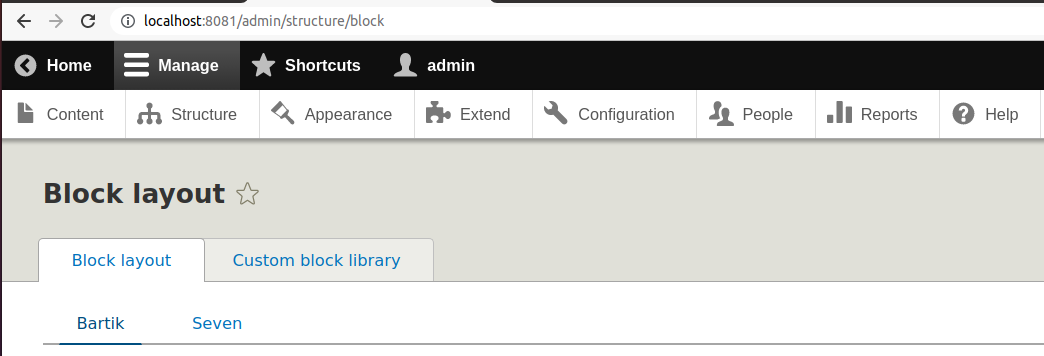 localhost:8081/admin/structure/block
Home Manage Shortcuts admin
Content Structure Appearance Extend Configuration People Reports Help
Block layout
Block layout Custom block library
Bartik Seven